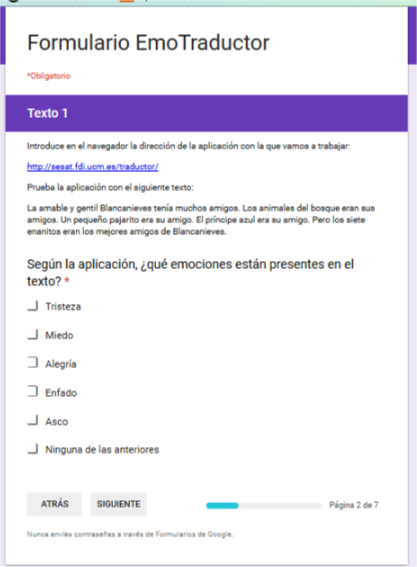 Formulario EmoTraductor
*Obligatorio
Texto 1
Introduce en el navegador la dirección de la aplicación con la que vamos a trabajar:
http://sesat.fdi.ucm.es/traductor/
Prueba la aplicación con el siguiente texto:
La amable y gentil Blancanieves tenía muchos amigos. Los animales del bosque eran sus
amigos. Un pequeño pajarito era su amigo. El príncipe azul era su amigo. Pero los siete
enanitos eran los mejores amigos de Blancanieves.
Según la aplicación, ¿qué emociones están presentes en el
texto? *
Tristeza
Miedo
Alegría
Enfado
Asco
Ninguna de las anteriores
ATRÁS SIGUIENTE Página 2 de 7
Nunca envíes contraseñas a través de Formularios de Google.